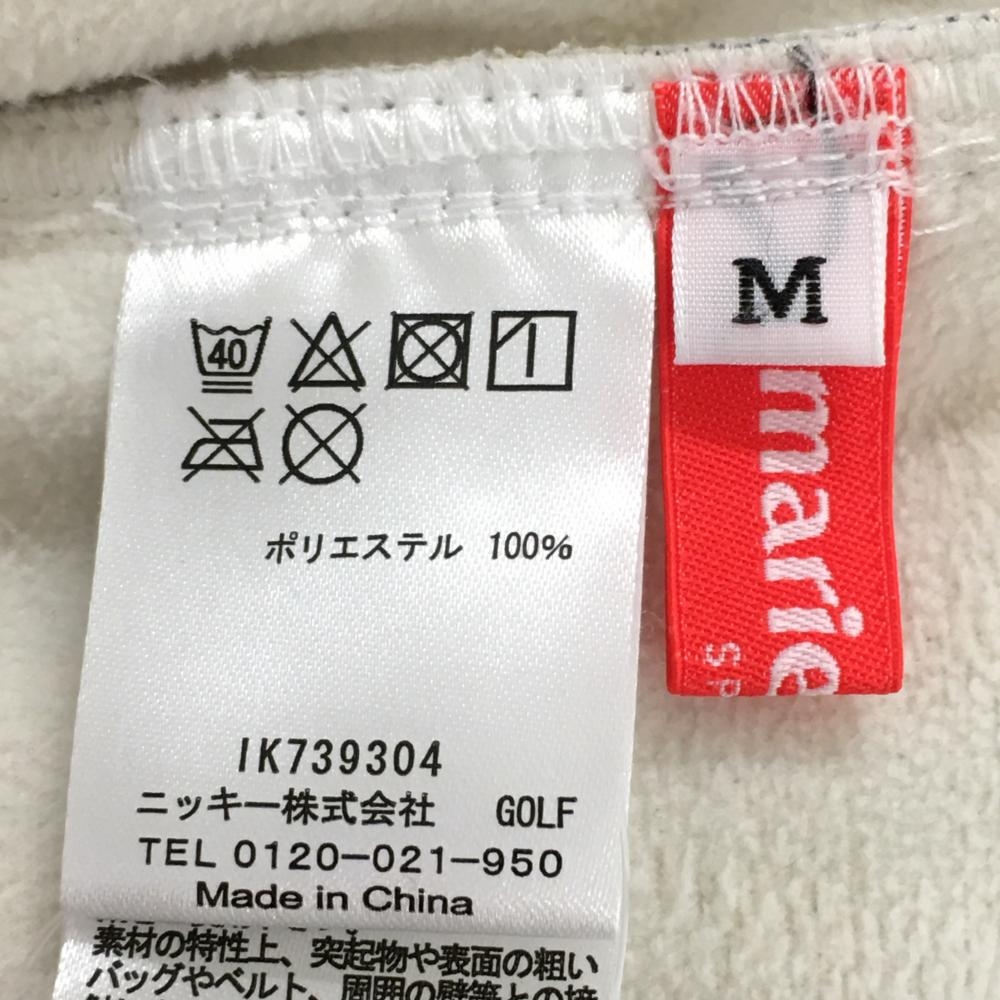 40
ポリエステル 100%
IK739304
ニッキー株式会社 GOLF
TEL 0120-021-950
Made in China
素材の特性上、突起物や表面の粗い
バッグやベルト、周囲の壁等との接
M
marie
SP